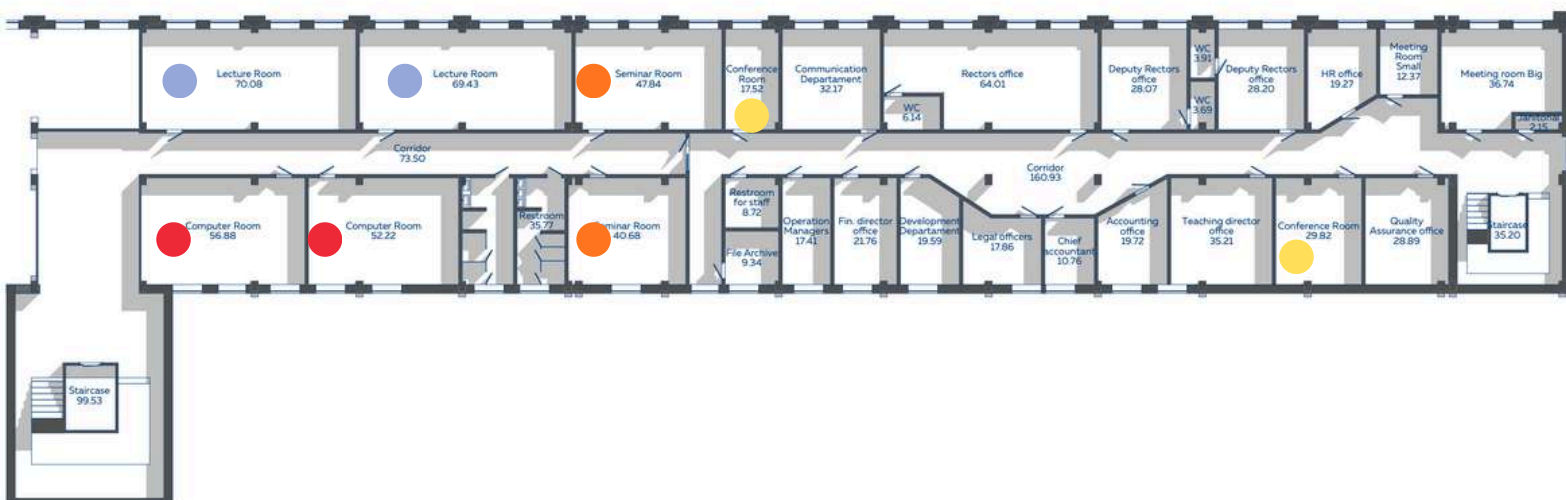 Lecture Room
70.08
Lecture Room
69.43
Seminar Room
47.84
Conference
Room
17.52
Communication
Departament
32.17
Rectors office
64.01
WC
6.14
Deputy Rectors
office
28.07
WC
3.91
WC
3.69
Deputy Rectors
office
28.20
HR office
19.27
Meeting
Room
Small
12.37
Meeting room Big
36.74
2.15
Corridor
73.50
Corridor
160.93
Computer Room
56.88
Computer Room
52.22
Restroom
35.77
Seminar Room
40.68
Restroom
for staff
8.72
File Archive
9.34
Operation
Managers
17.41
Fin. director
office
21.76
Development
Departament
19.59
Legal officers
17.86
Chief
accountant
10.76
Accounting
office
19.72
Teaching director
office
35.21
Conference Room
29.82
Quality
Assurance office
28.89
Staircase
35.20
Staircase
99.53